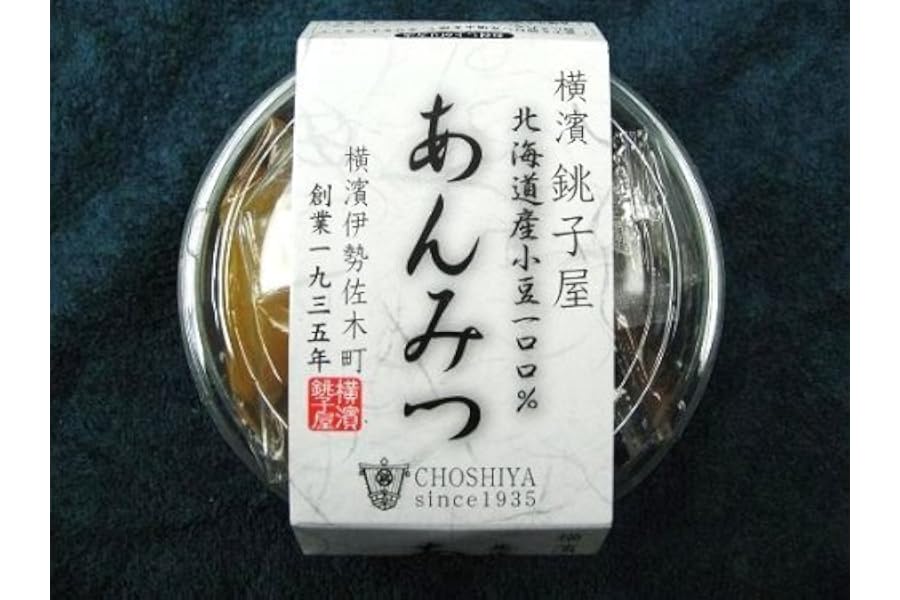 横濱 銚子屋
北海道産小豆一〇〇%
あんみつ
横濱伊勢佐木町
創業一九三五年
横濱
銚子屋
CHOSHIYA
since1935